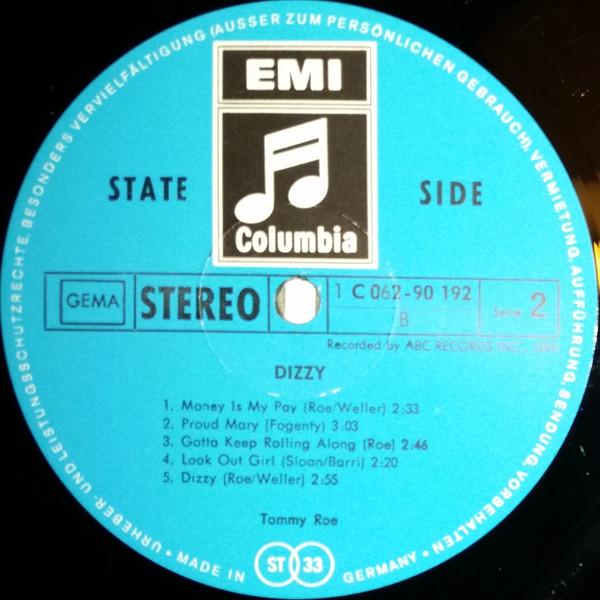 URHEBER- UND LEISTUNGSSCHUTZRECHTE, BESONDERS VERVIELFÄLTIGUNG (AUSSER ZUM PERSÖNLICHEN GEBRAUCH), VERMIETUNG, AUFFÜHRUNG, SENDUNG, VORBEHALTEN
EMI
STATE SIDE
Columbia
GEMA STEREO 1 C 062-90 192 Seite 2
B
Recorded by ABC RECORDS INC.,
DIZZY
1. Money Is My Pay (Roe/Weller) 2:33
2. Proud Mary (Fogenty) 3:03
3. Gotta Keep Rolling Along (Roe) 2:46
4. Look Out Girl (Sloan/Barri) 2:20
5. Dizzy (Roe/Weller) 2:55
Tommy Roe
• MADE IN ST 33 GERMANY •